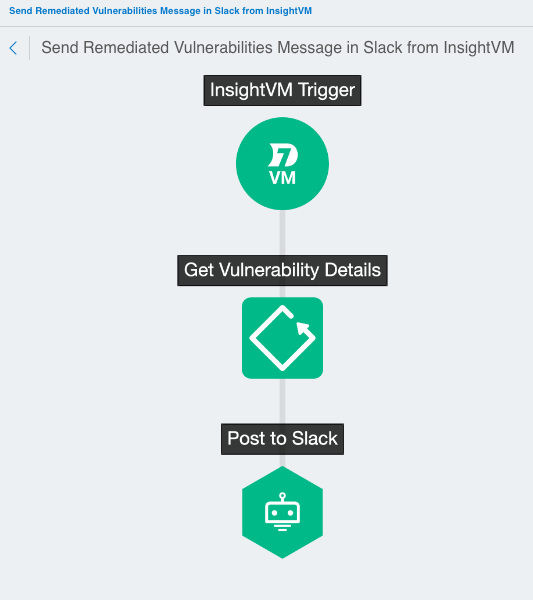 Send Remediated Vulnerabilities Message in Slack from InsightVM
Send Remediated Vulnerabilities Message in Slack from InsightVM
InsightVM Trigger
VM
Get Vulnerability Details
Post to Slack